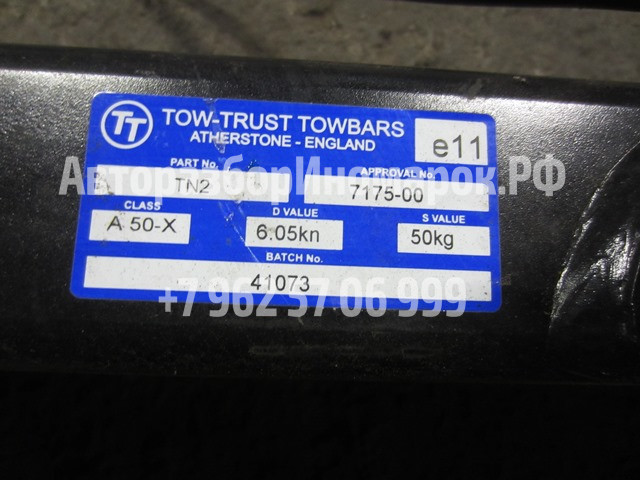 TT
TOW-TRUST TOWBARS
ATHERSTONE - ENGLAND
e11
PART No.
APPROVAL No.
TN2
7175-00
АвторазборИномарок.РФ
CLASS
D VALUE
S VALUE
A 50-X
6.05kn
50kg
BATCH No.
41073
+7 962 37 06 999